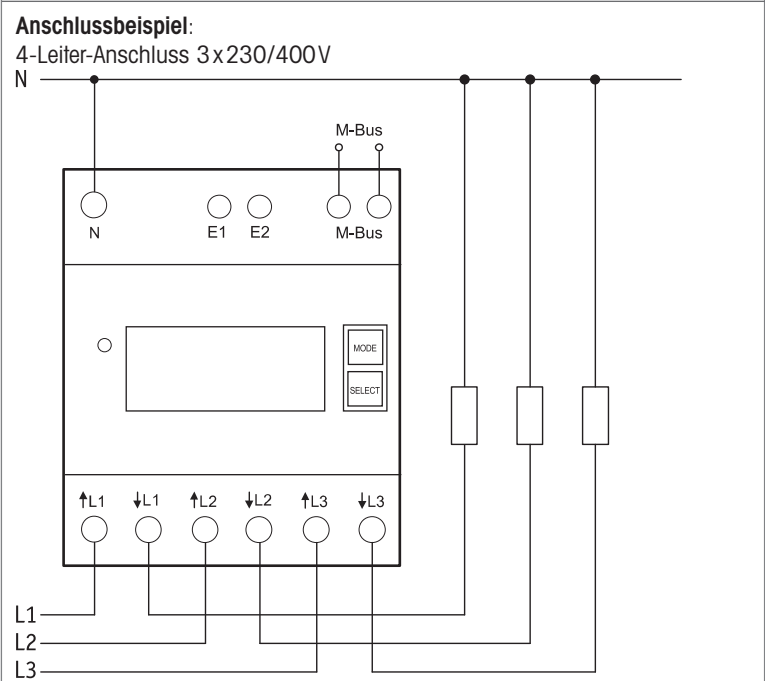 Anschlussbeispiel:
4-Leiter-Anschluss 3x230/400V
N
M-Bus
N E1 E2 M-Bus
MODE
SELECT
↑L1 ↓L1 ↑L2 ↓L2 ↑L3 ↓L3
L1
L2
L3